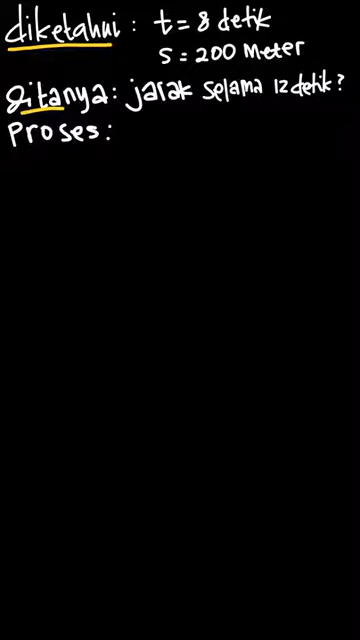 diketahui : t = 8 detik
s = 200 Meter
ditanya : jarak selama 12 detik ?
Proses :